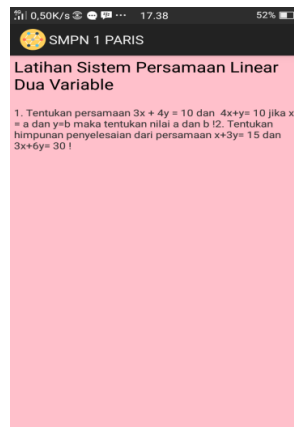 0,50K/s ... 17.38 52%
SMPN 1 PARIS
Latihan Sistem Persamaan Linear
Dua Variable
1. Tentukan persamaan 3x + 4y = 10 dan 4x+y= 10 jika x
= a dan y=b maka tentukan nilai a dan b !2. Tentukan
himpunan penyelesaian dari persamaan x+3y= 15 dan
3x+6y= 30 !